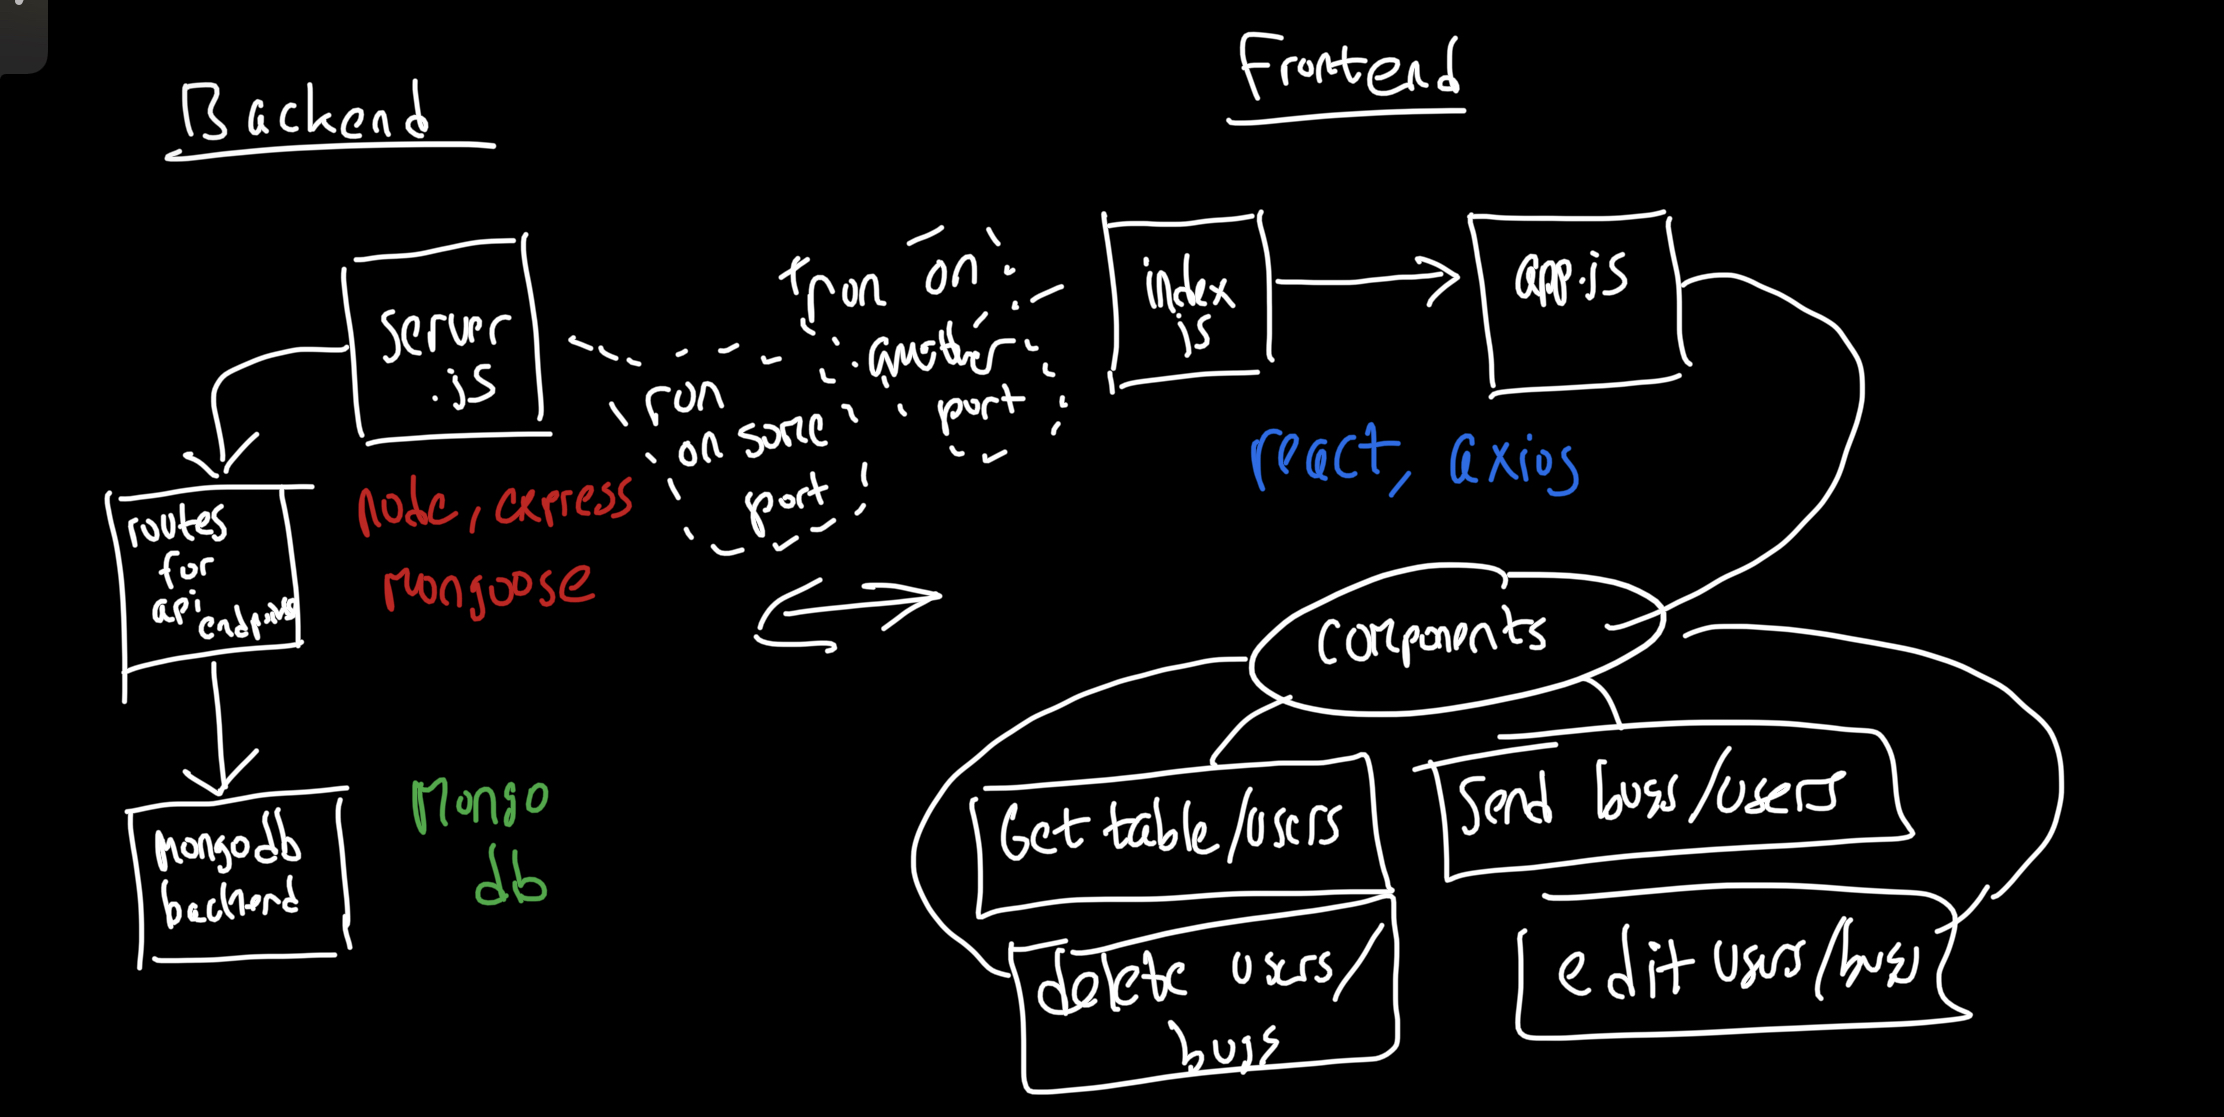 Backend
Frontend
server
.js
run
on some
port
run on
another
port
index
js
app.js
node, express
mongoose
react, axios
routes
for
api
endpoints
components
mongodb
backend
Mongo
db
Get table/users
Send bugs/users
delete users/
bugs
edit users/bugs